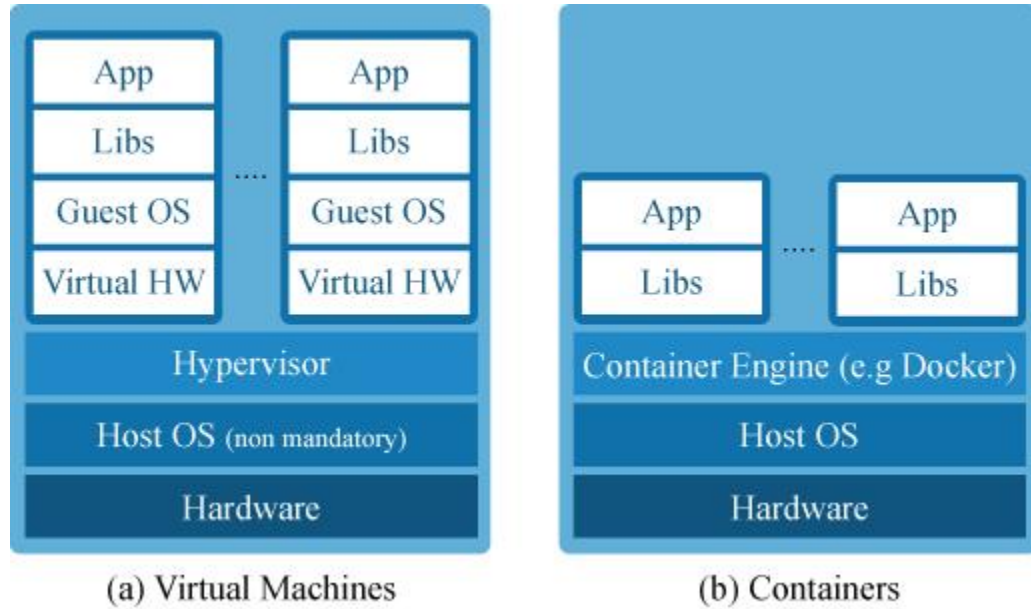 App
Libs
Guest OS
Virtual HW
....
App
Libs
Guest OS
Virtual HW
Hypervisor
Host OS (non mandatory)
Hardware
(a) Virtual Machines
App
Libs
....
App
Libs
Container Engine (e.g Docker)
Host OS
Hardware
(b) Containers